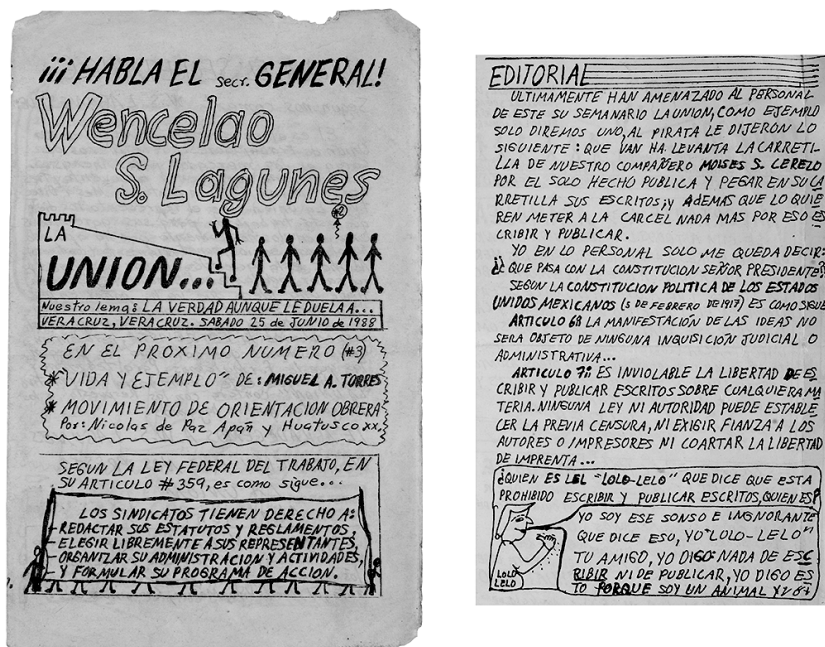 ¡¡¡HABLA EL Secr. GENERAL!
Wencelao
S. Lagunes
#2
LA
UNION...
Nuestro lema: LA VERDAD AUNQUE LE DUELA A...
VERACRUZ, VERACRUZ. SABADO 25 de JUNIO de 1988
EN EL PROXIMO NUMERO (#3)
* "VIDA Y EJEMPLO" DE: MIGUEL A. TORRES
* MOVIMIENTO DE ORIENTACION OBRERA
Por: Nicolas de Paz Apan y Huatusco xx.
SEGUN LA LEY FEDERAL DEL TRABAJO, EN
SU ARTICULO # 359, es como sigue...
LOS SINDICATOS TIENEN DERECHO A:
- REDACTAR SUS ESTATUTOS Y REGLAMENTOS,
- ELEGIR LIBREMENTE A SUS REPRESENTANTES,
- ORGANIZAR SU ADMINISTRACION Y ACTIVIDADES,
Y FORMULAR SU PROGRAMA DE ACCION.
EDITORIAL
ULTIMAMENTE HAN AMENAZADO AL PERSONAL
DE ESTE SU SEMANARIO LA UNION, COMO EJEMPLO
SOLO DIREMOS UNO, AL PIRATA LE DIJERON LO
SIGUIENTE: QUE VAN HA LEVANTA LA CARRETI-
LLA DE NUESTRO COMPAÑERO MOISES S. CEREZO
POR EL SOLO HECHO PUBLICA Y PEGAR EN SU CA
RRETILLA SUS ESCRITOS ¡y ADEMAS QUE LO QUIE
REN METER A LA CARCEL NADA MAS POR ESO ES
CRIBIR Y PUBLICAR.
YO EN LO PERSONAL SOLO ME QUEDA DECIR:
¿¿QUE PASA CON LA CONSTITUCION SEÑOR PRESIDENTE??
SEGUN LA CONSTITUCION POLITICA DE LOS ESTADOS
UNIDOS MEXICANOS (5 DE FEBRERO DE 1917) ES COMO SIGUE
ARTICULO 6º LA MANIFESTACIÓN DE LAS IDEAS NO
SERA OBJETO DE NINGUNA INQUISICIÓN JUDICIAL O
ADMINISTRATIVA...
ARTICULO 7º: ES INVIOLABLE LA LIBERTAD DE ES
CRIBIR Y PUBLICAR ESCRITOS SOBRE CUALQUIERA MA
TERIA. NINGUNA LEY NI AUTORIDAD PUEDE ESTABLE
CER LA PREVIA CENSURA, NI EXIGIR FIANZA A LOS
AUTORES O IMPRESORES NI COARTAR LA LIBERTAD
DE IMPRENTA...
¿QUIEN ES LEL "LOLO-LELO" QUE DICE QUE ESTA
PROHIBIDO ESCRIBIR Y PUBLICAR ESCRITOS, QUIEN ES?
YO SOY ESE SONSO E INGNORANTE
QUE DICE ESO, YO "LOLO-LELO"
TU AMIGO, YO DIGO NADA DE ESC
RIBIR NI DE PUBLICAR, YO DIGO ES
TO PORQUE SOY UN ANIMAL
LOLO
LELO